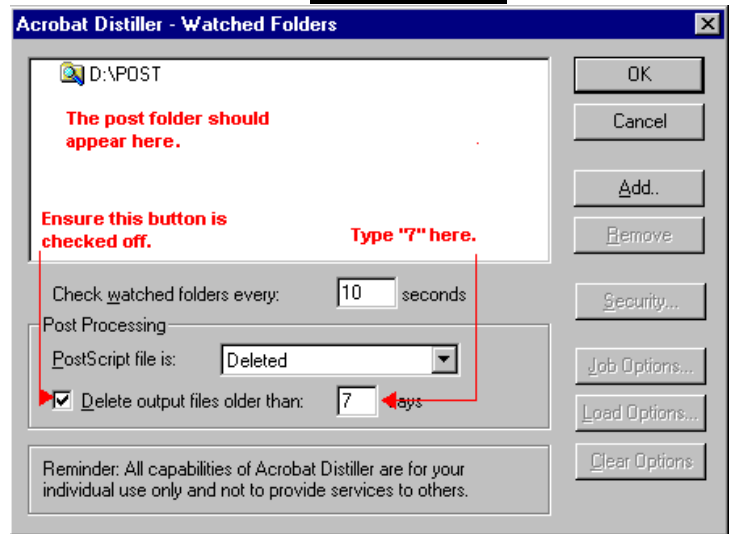 Acrobat Distiller - Watched Folders
D:\POST
OK
The post folder should
appear here.
Cancel
Add..
Ensure this button is
checked off.
Type "7" here.
Remove
Check watched folders every: 10 seconds
Security...
Post Processing
PostScript file is: Deleted
Job Options...
Delete output files older than: 7 days
Load Options...
Clear Options
Reminder: All capabilities of Acrobat Distiller are for your
individual use only and not to provide services to others.